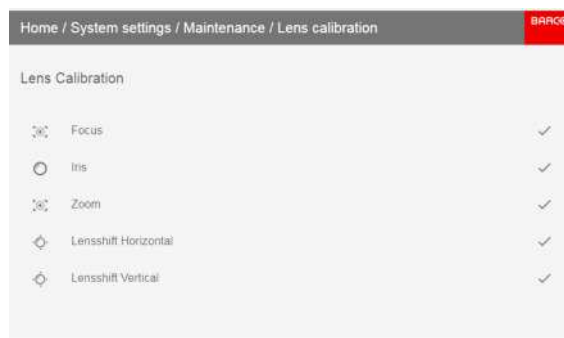 Home / System settings / Maintenance / Lens calibration
BARCO
Lens Calibration
Focus
Iris
Zoom
Lensshift Horizontal
Lensshift Vertical